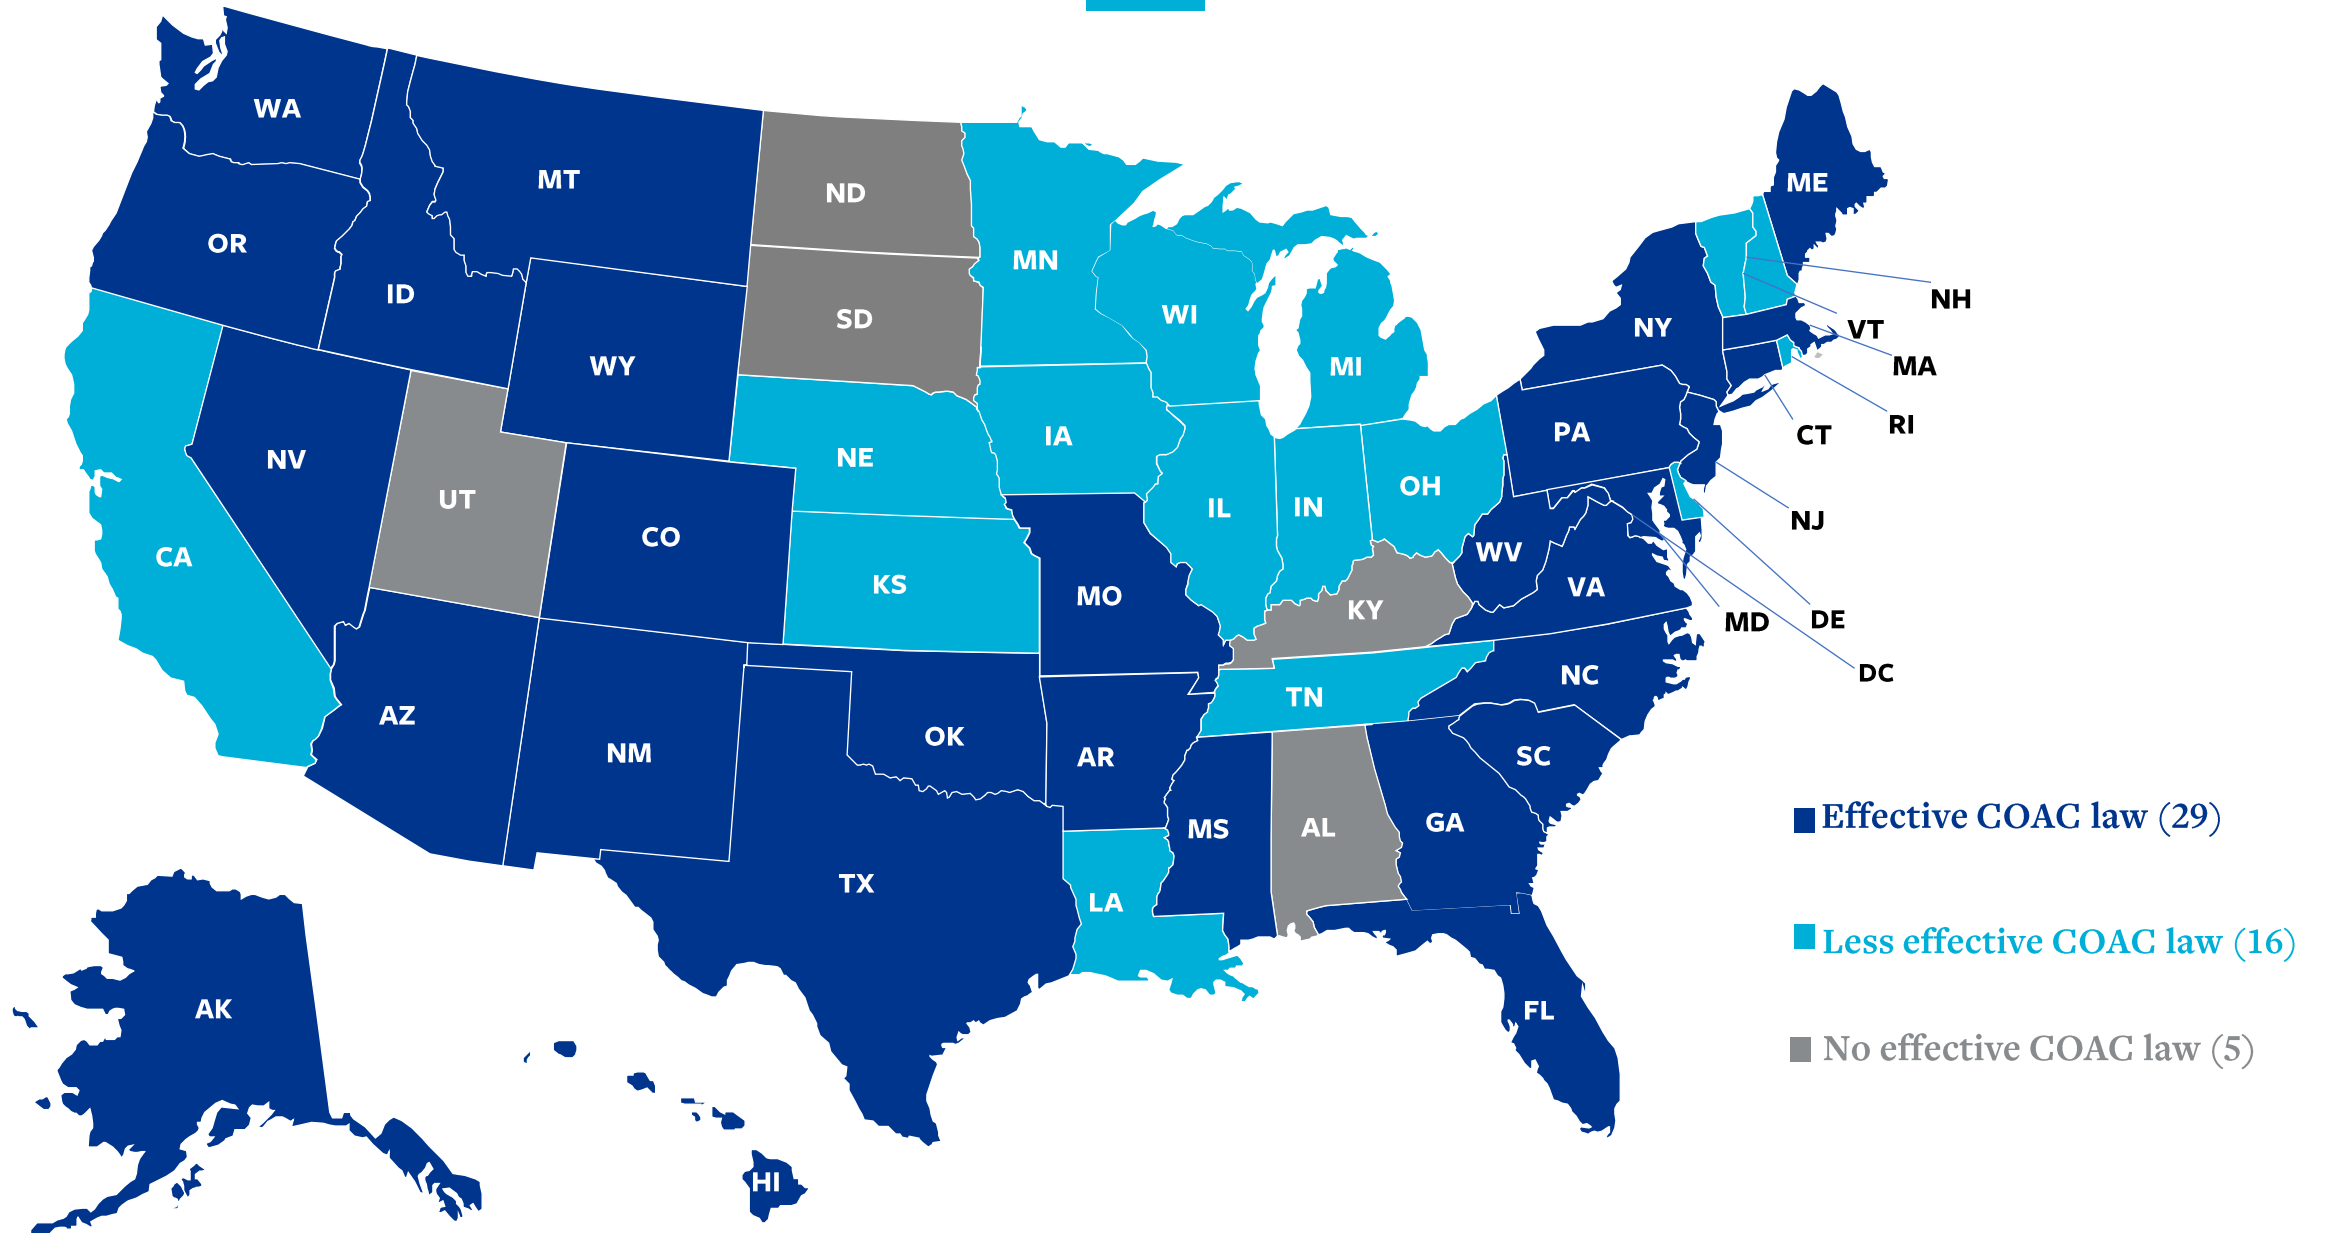 WA
MT
ND
ME
OR
MN
ID
NH
SD
WI
NY
VT
WY
MI
MA
RI
IA
PA
CT
NV
NE
UT
OH
IL
IN
NJ
CO
WV
CA
KS
VA
MO
KY
DE
MD
NC
DC
TN
AZ
OK
NM
AR
SC
Effective COAC law (29)
GA
MS
AL
TX
LA
Less effective COAC law (16)
AK
FL
No effective COAC law (5)
HI